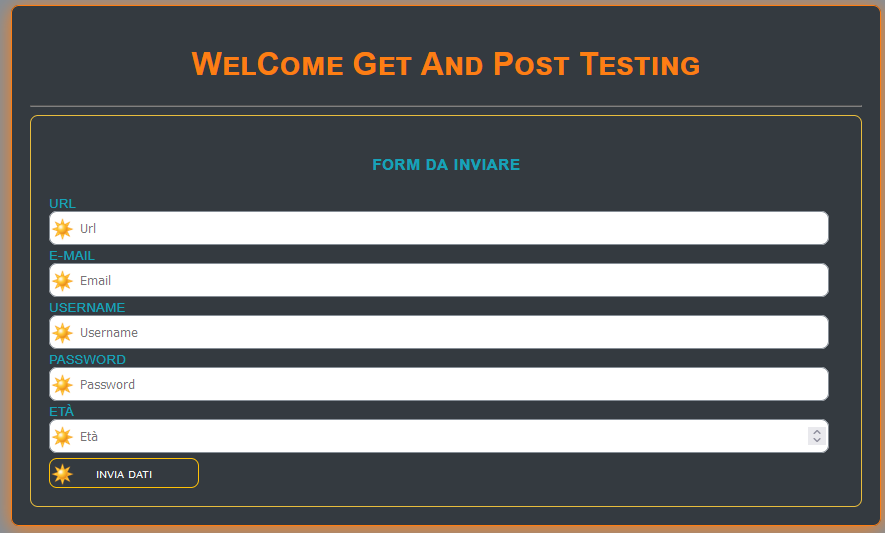 WelCome Get And Post Testing
FORM DA INVIARE
URL
Url
E-MAIL
Email
USERNAME
Username
PASSWORD
Password
ETÀ
Età
INVIA DATI